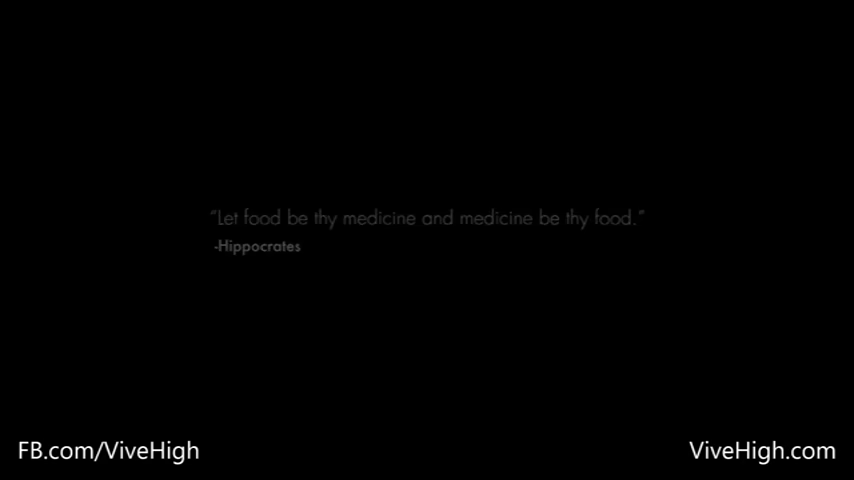 “Let food be thy medicine and medicine be thy food.”
-Hippocrates
FB.com/ViveHigh
ViveHigh.com